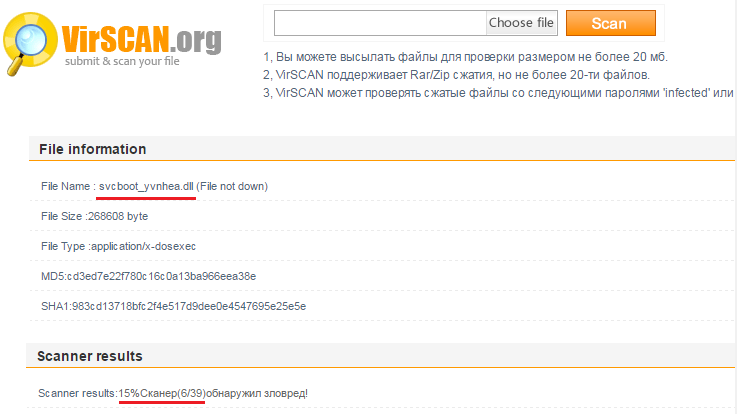 VirSCAN.org
submit & scan your file
Choose file
Scan
1, Вы можете высылать файлы для проверки размером не более 20 мб.
2, VirSCAN поддерживает Rar/Zip сжатия, но не более 20-ти файлов.
3, VirSCAN может проверять сжатые файлы со следующими паролями 'infected' или
File information
File Name : svcboot_yvnhea.dll (File not down)
File Size :268608 byte
File Type :application/x-dosexec
MD5:cd3ed7e22f780c16c0a13ba966eea38e
SHA1:983cd13718bfc2f4e517d9dee0e4547695e25e5e
Scanner results
Scanner results:15%Сканер(6/39)обнаружил зловред!